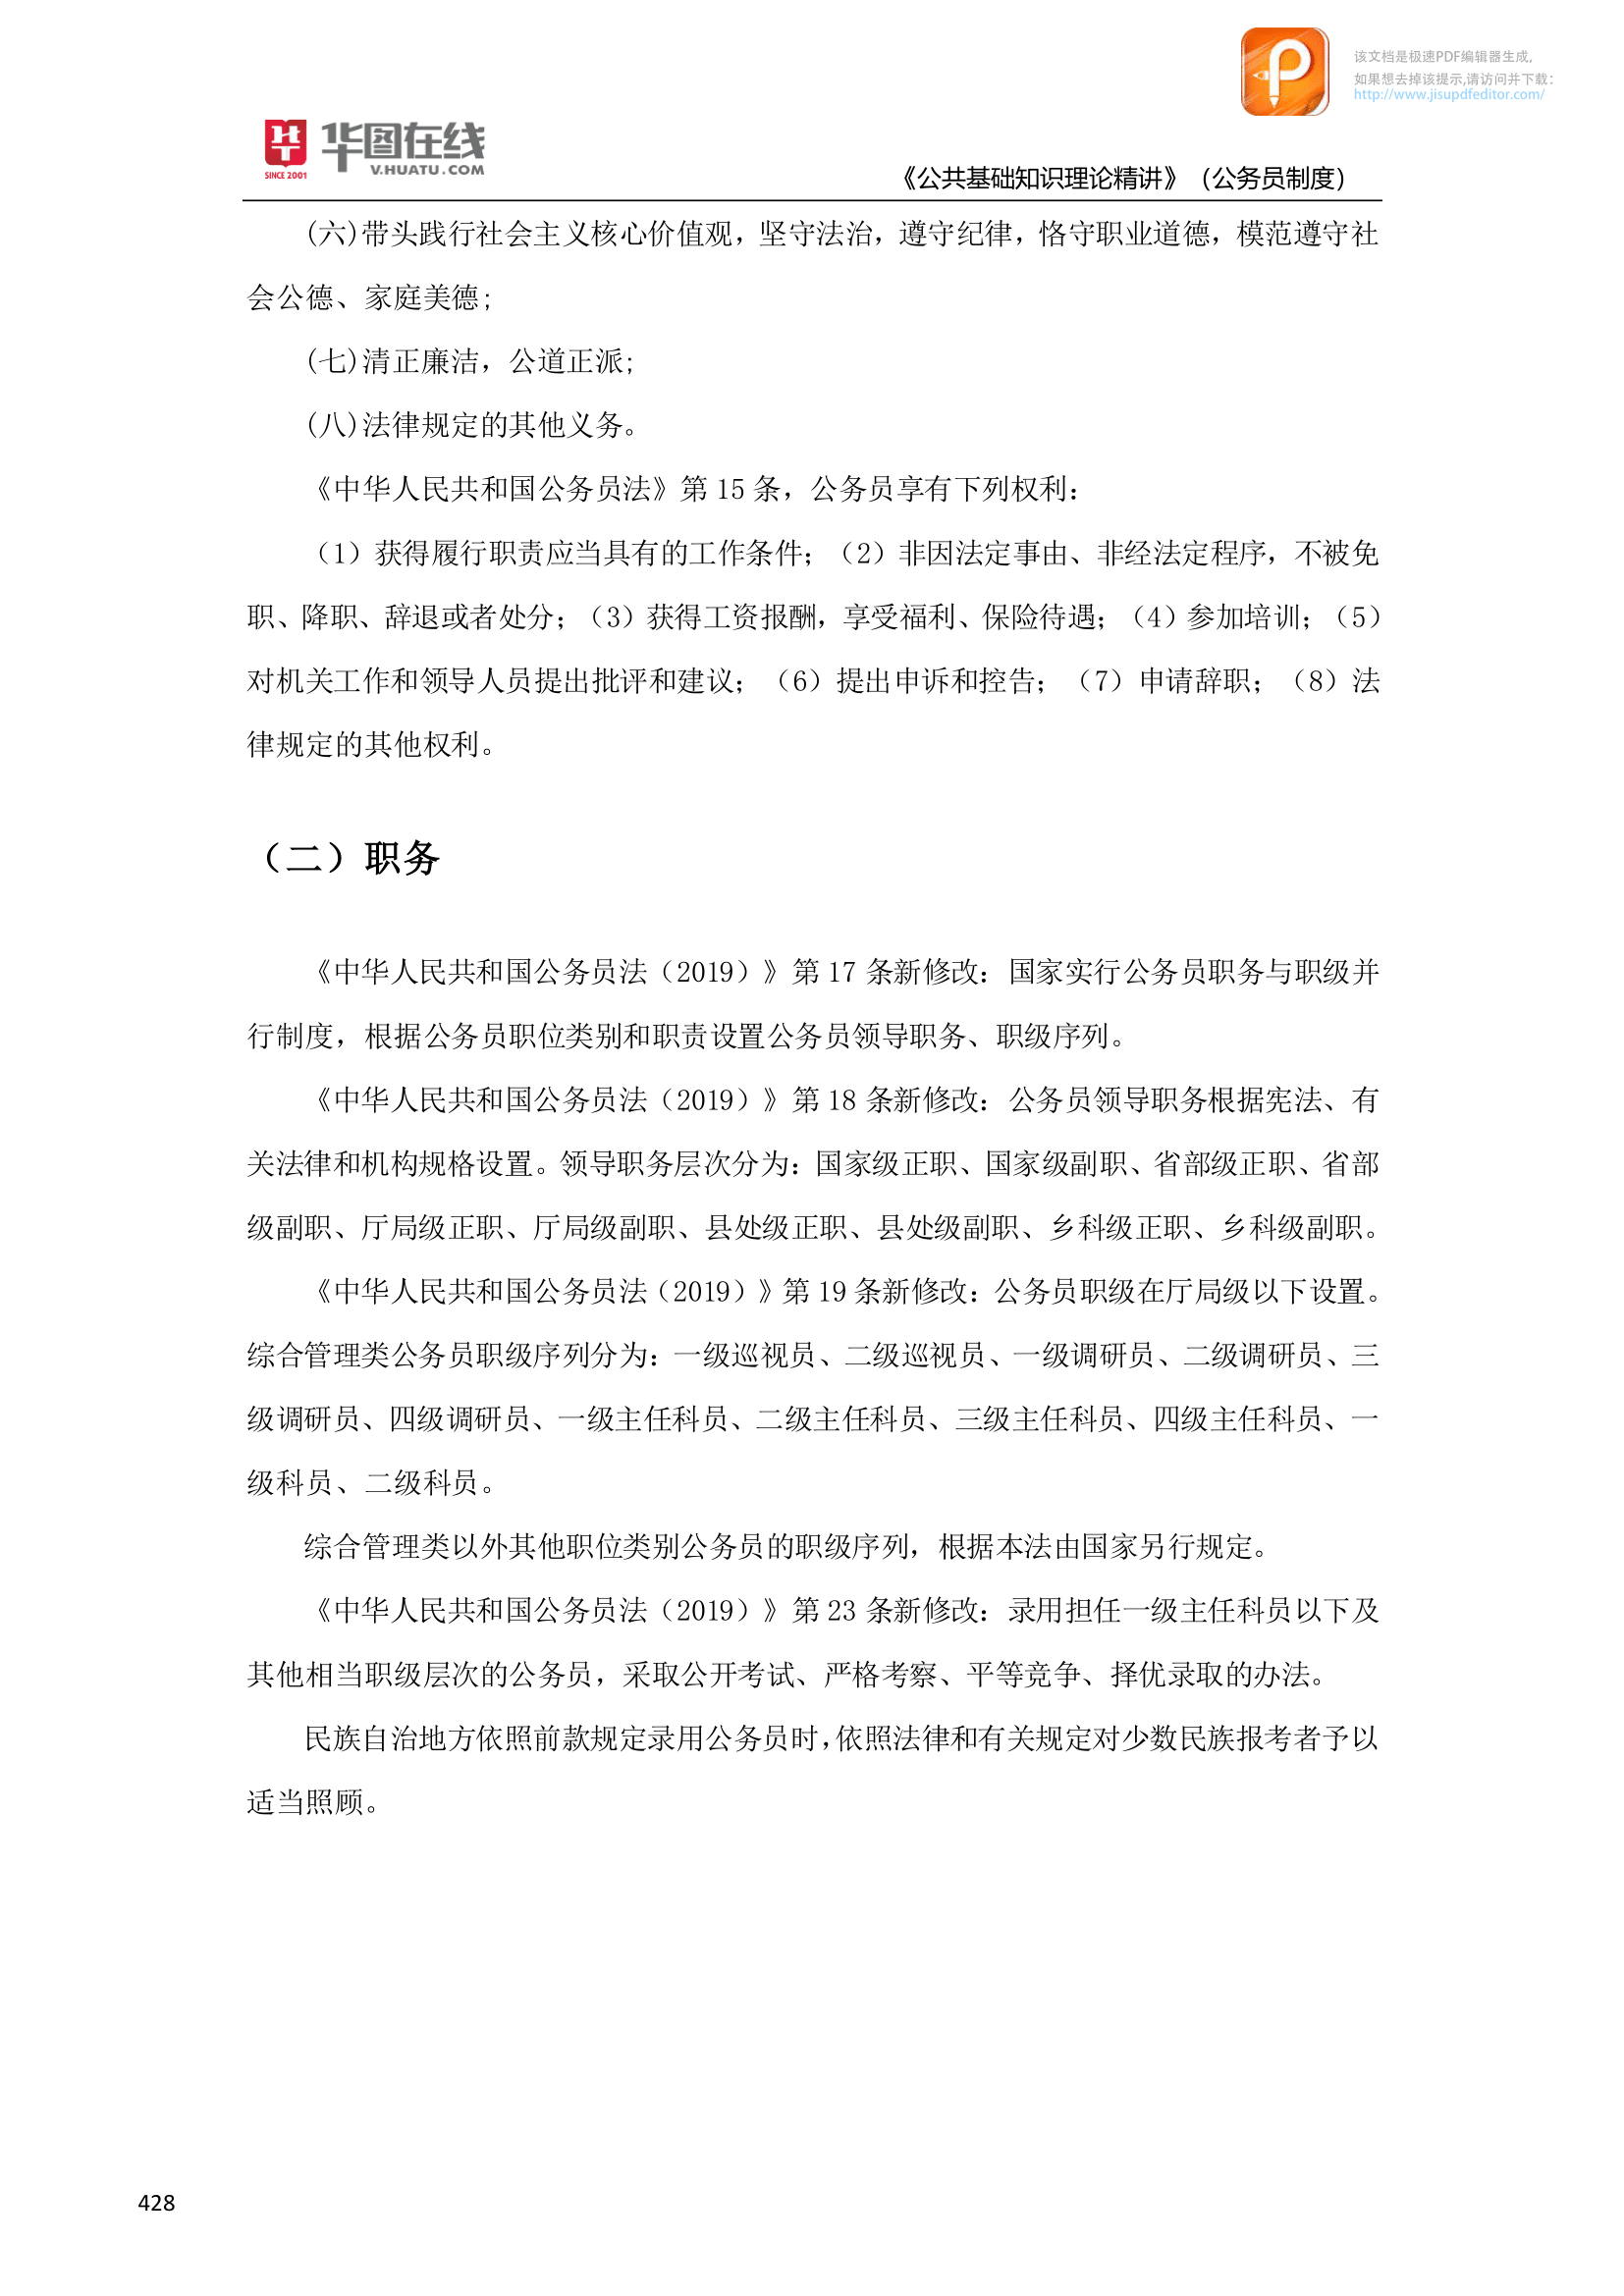 该文档是极速PDF编辑器生成,
如果想去掉该提示,请访问并下载:
http://www.jisupdfeditor.com/
华图在线
V.HUATU.COM
SINCE 2001
《公共基础知识理论精讲》（公务员制度）
(六)带头践行社会主义核心价值观，坚守法治，遵守纪律，恪守职业道德，模范遵守社
会公德、家庭美德;
(七)清正廉洁，公道正派;
(八)法律规定的其他义务。
《中华人民共和国公务员法》第 15 条，公务员享有下列权利：
（1）获得履行职责应当具有的工作条件；（2）非因法定事由、非经法定程序，不被免
职、降职、辞退或者处分；（3）获得工资报酬，享受福利、保险待遇；（4）参加培训；（5）
对机关工作和领导人员提出批评和建议；（6）提出申诉和控告；（7）申请辞职；（8）法
律规定的其他权利。
（二）职务
《中华人民共和国公务员法（2019）》第 17 条新修改：国家实行公务员职务与职级并
行制度，根据公务员职位类别和职责设置公务员领导职务、职级序列。
《中华人民共和国公务员法（2019）》第 18 条新修改：公务员领导职务根据宪法、有
关法律和机构规格设置。领导职务层次分为：国家级正职、国家级副职、省部级正职、省部
级副职、厅局级正职、厅局级副职、县处级正职、县处级副职、乡科级正职、乡科级副职。
《中华人民共和国公务员法（2019）》第 19 条新修改：公务员职级在厅局级以下设置。
综合管理类公务员职级序列分为：一级巡视员、二级巡视员、一级调研员、二级调研员、三
级调研员、四级调研员、一级主任科员、二级主任科员、三级主任科员、四级主任科员、一
级科员、二级科员。
综合管理类以外其他职位类别公务员的职级序列，根据本法由国家另行规定。
《中华人民共和国公务员法（2019）》第 23 条新修改：录用担任一级主任科员以下及
其他相当职级层次的公务员，采取公开考试、严格考察、平等竞争、择优录取的办法。
民族自治地方依照前款规定录用公务员时,依照法律和有关规定对少数民族报考者予以
适当照顾。
428